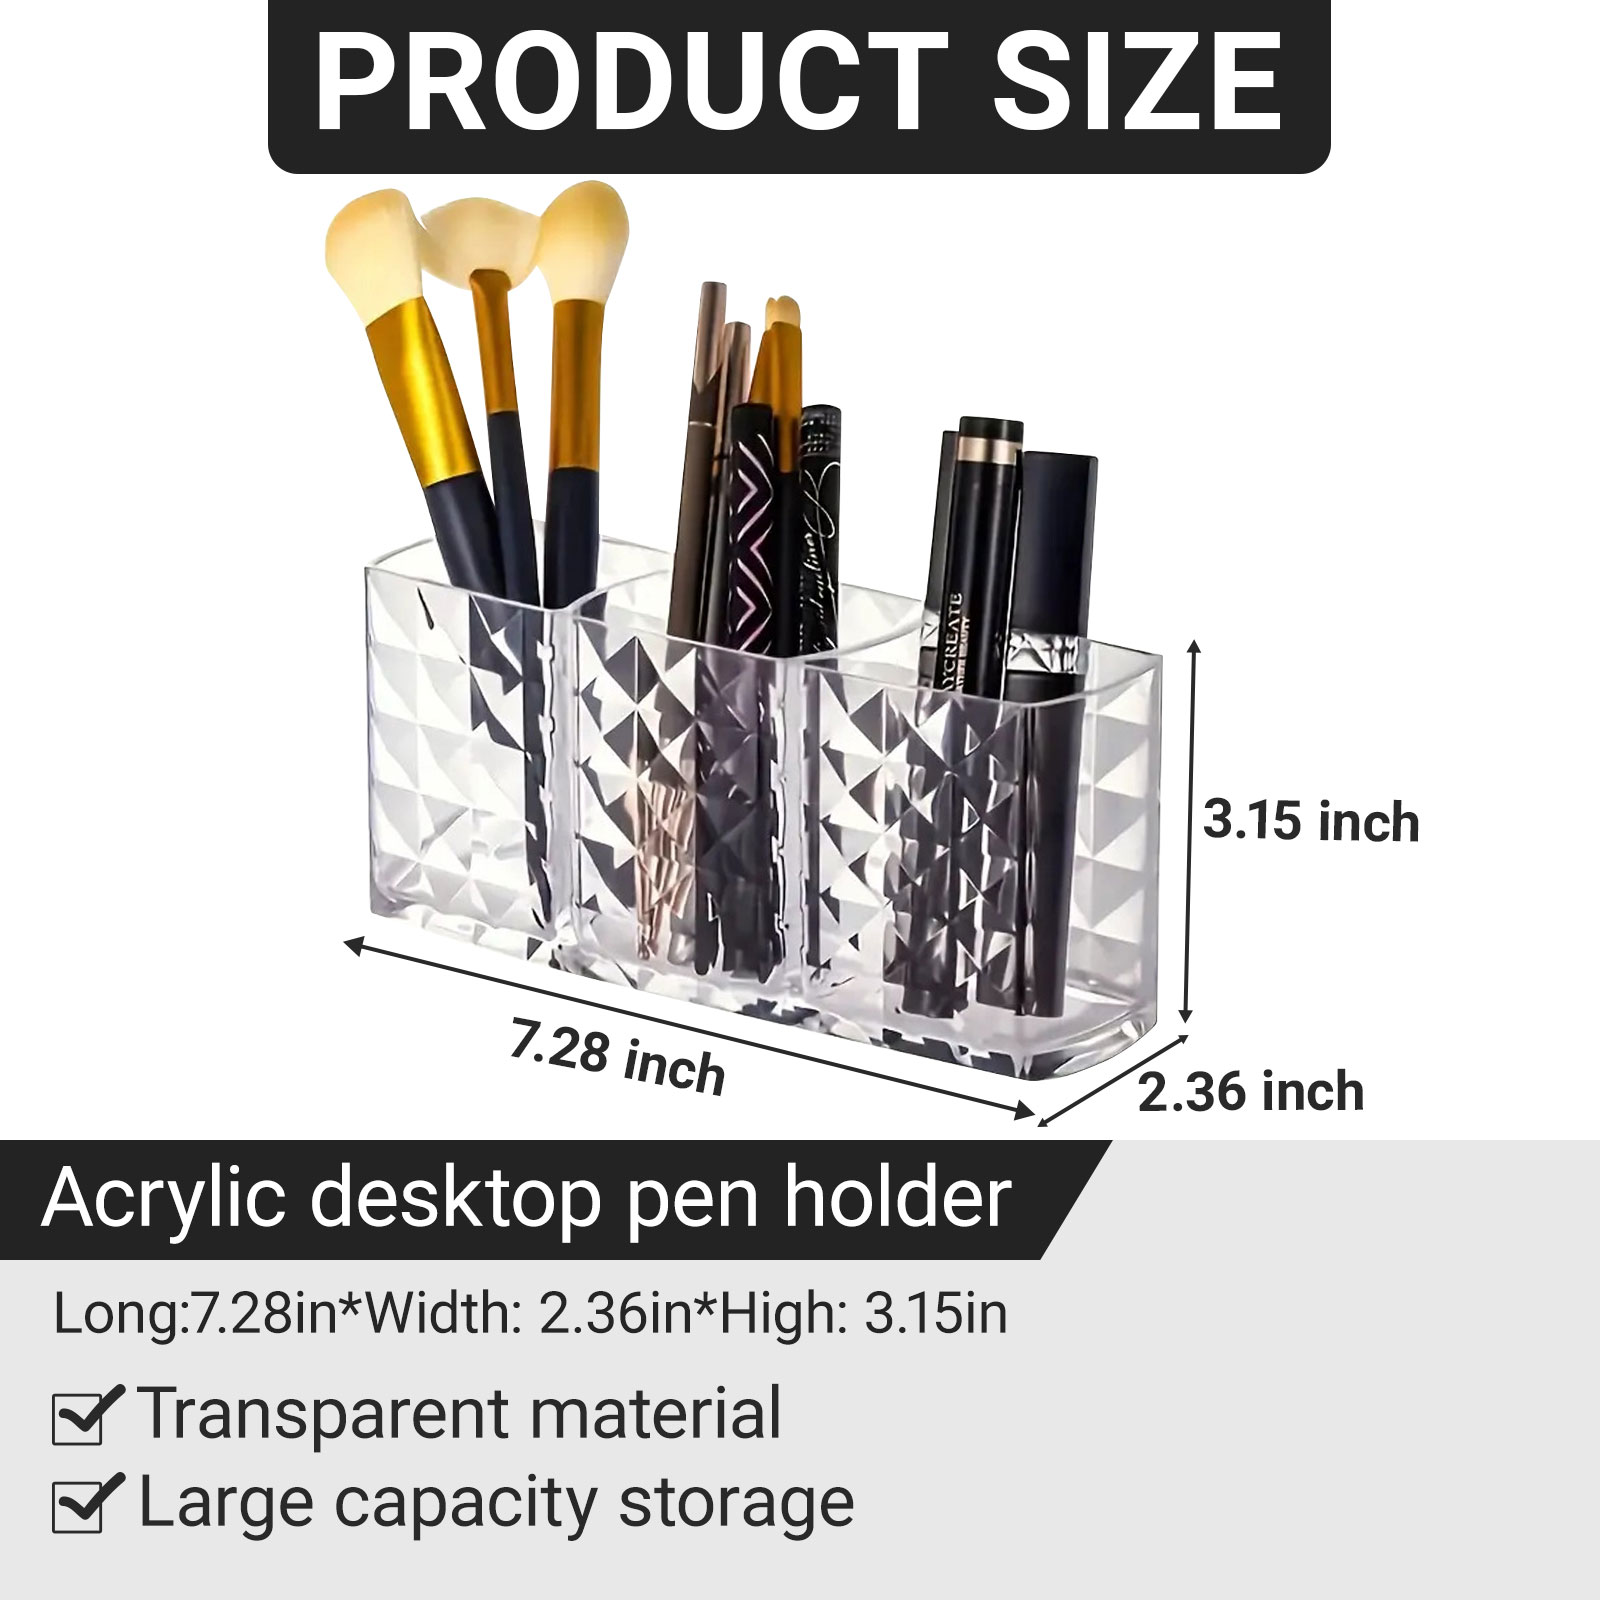 PRODUCT SIZE
3.15 inch
7.28 inch
2.36 inch
Acrylic desktop pen holder
Long:7.28in*Width: 2.36in*High: 3.15in
Transparent material
Large capacity storage